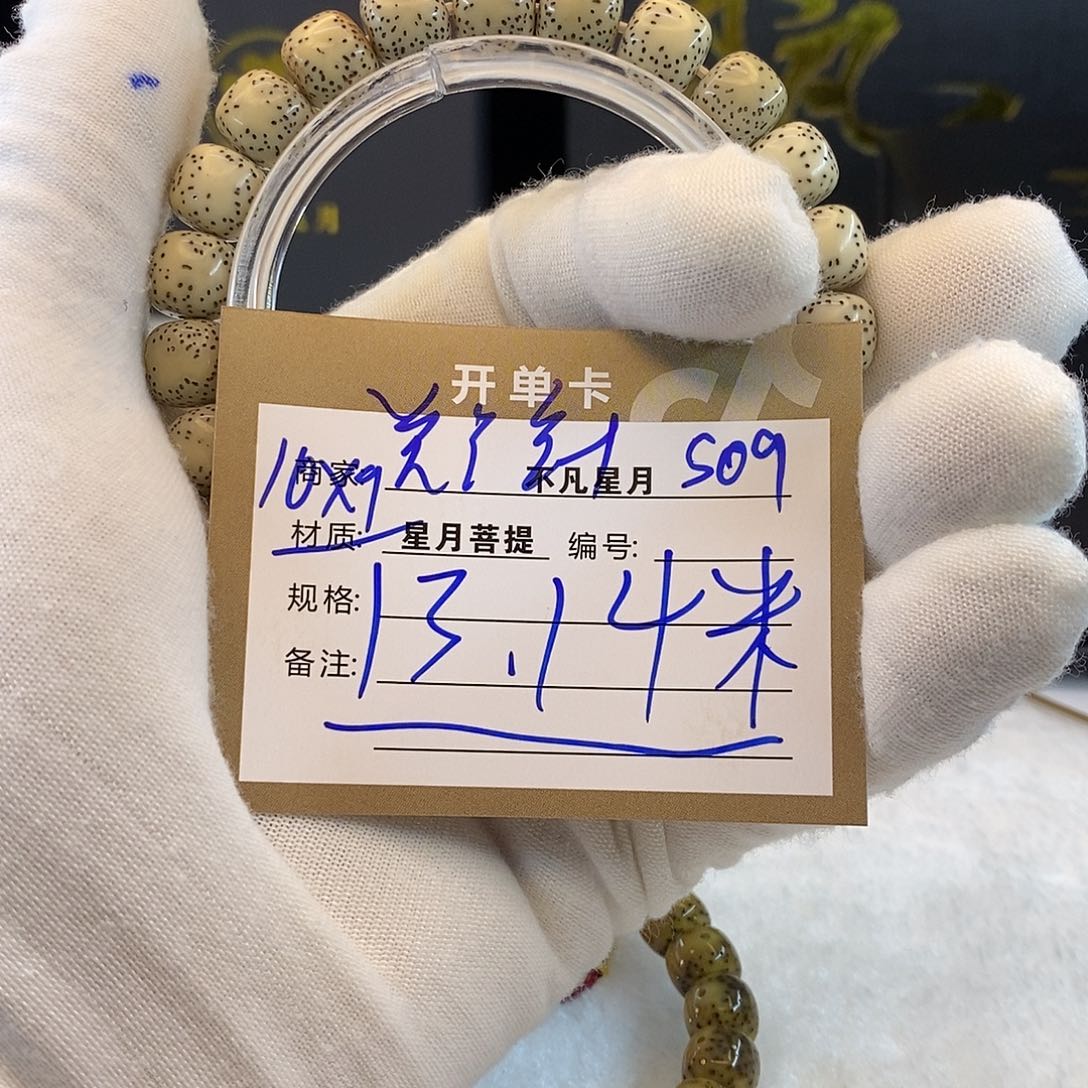 开单卡
商家: 不凡星月 509
10X9
材质: 星月菩提 编号:
规格: 13.14米
备注: